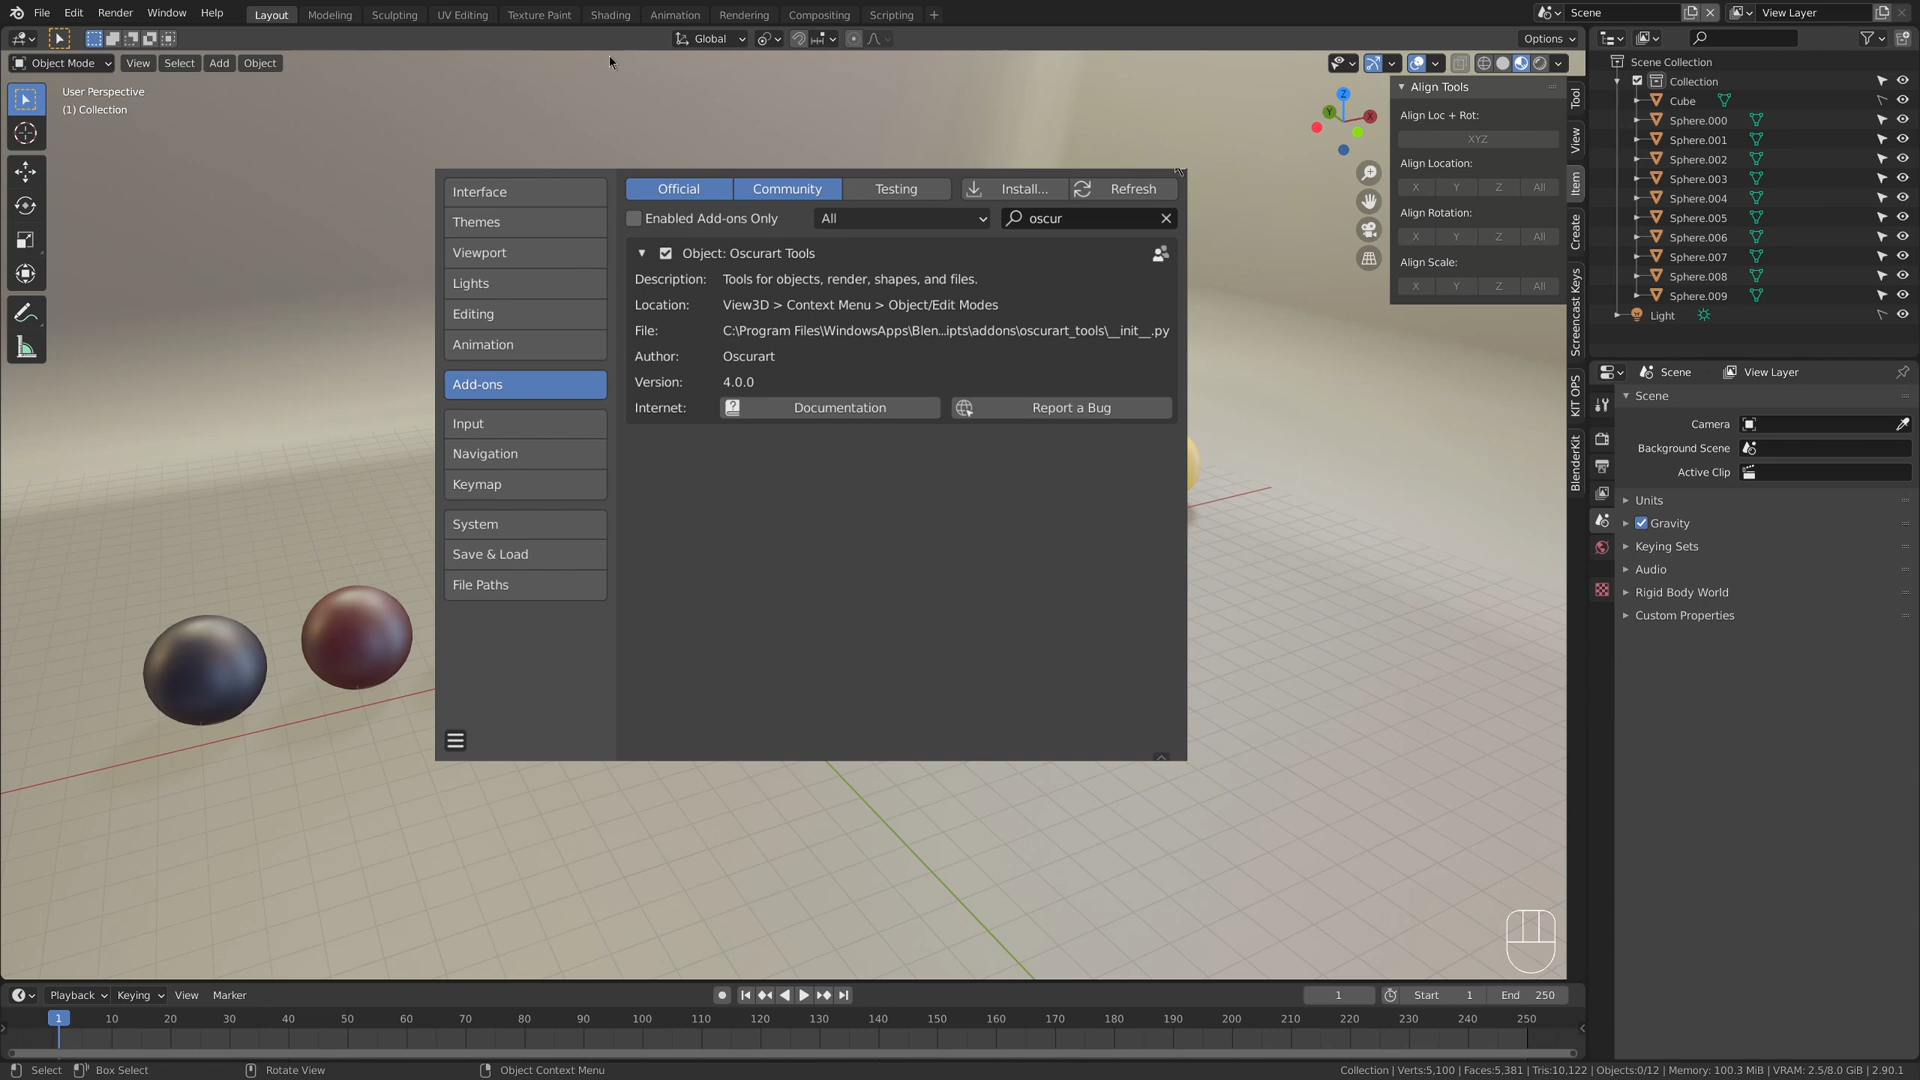 File Edit Render Window Help Layout Modeling Sculpting UV Editing Texture Paint Shading Animation Rendering Compositing Scripting + Scene View Layer
Global Options
Object Mode View Select Add Object
User Perspective
(1) Collection
Z
Y
X
Align Tools
Align Loc + Rot:
XYZ
Align Location:
X Y Z All
Align Rotation:
X Y Z All
Align Scale:
X Y Z All
Tool
View
Item
Create
Screencast Keys
KIT OPS
BlenderKit
Interface
Themes
Viewport
Lights
Editing
Animation
Add-ons
Input
Navigation
Keymap
System
Save & Load
File Paths
Official Community Testing Install... Refresh
Enabled Add-ons Only All oscur
Object: Oscurart Tools
Description: Tools for objects, render, shapes, and files.
Location: View3D > Context Menu > Object/Edit Modes
File: C:\Program Files\WindowsApps\Blen...ipts\addons\oscurart_tools\__init__.py
Author: Oscurart
Version: 4.0.0
Internet: Documentation Report a Bug
Scene Collection
Collection
Cube
Sphere.000
Sphere.001
Sphere.002
Sphere.003
Sphere.004
Sphere.005
Sphere.006
Sphere.007
Sphere.008
Sphere.009
Light
Scene View Layer
Scene
Camera
Background Scene
Active Clip
Units
Gravity
Keying Sets
Audio
Rigid Body World
Custom Properties
Playback Keying View Marker 1 Start 1 End 250
1 10 20 30 40 50 60 70 80 90 100 110 120 130 140 150 160 170 180 190 200 210 220 230 240 250
Select Box Select Rotate View Object Context Menu Collection | Verts:5,100 | Faces:5,381 | Tris:10,122 | Objects:0/12 | Memory: 100.3 MiB | VRAM: 2.5/8.0 GiB | 2.90.1